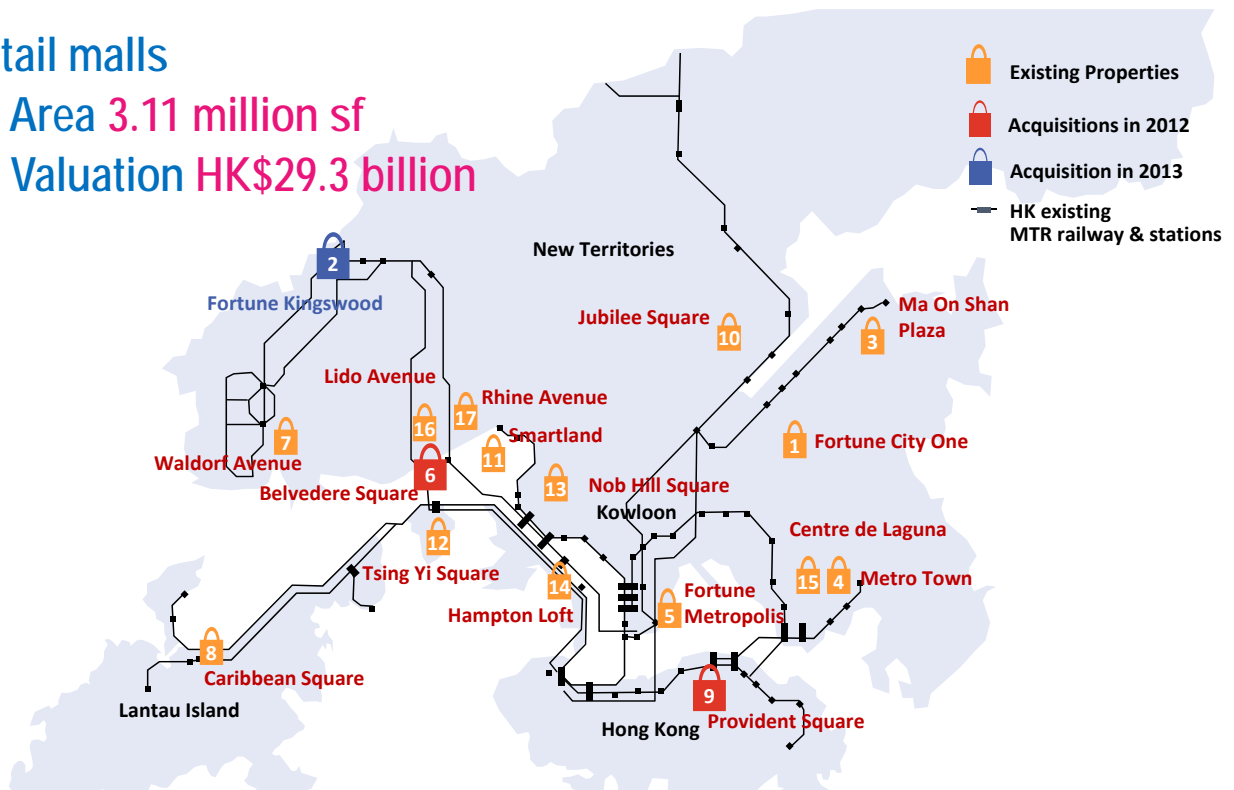 tail malls
Area 3.11 million sf
Valuation HK$29.3 billion
Existing Properties
Acquisitions in 2012
Acquisition in 2013
HK existing
MTR railway & stations
New Territories
2
Fortune Kingswood
Jubilee Square
10
Ma On Shan
Plaza
3
Lido Avenue
Rhine Avenue
16
17
Smartland
11
7
Waldorf Avenue
1
Fortune City One
6
Belvedere Square
13
Nob Hill Square
Kowloon
12
Tsing Yi Square
Centre de Laguna
15
4
Metro Town
14
Hampton Loft
5
Fortune
Metropolis
8
Caribbean Square
Lantau Island
9
Hong Kong
Provident Square